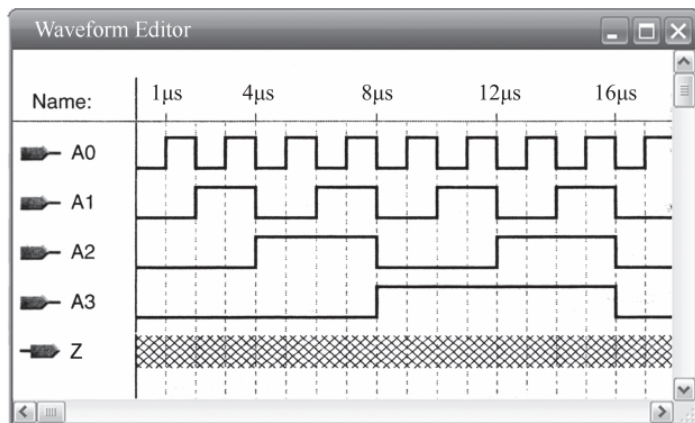 Waveform Editor
Name: 1μs 4μs 8μs 12μs 16μs
A0
A1
A2
A3
Z